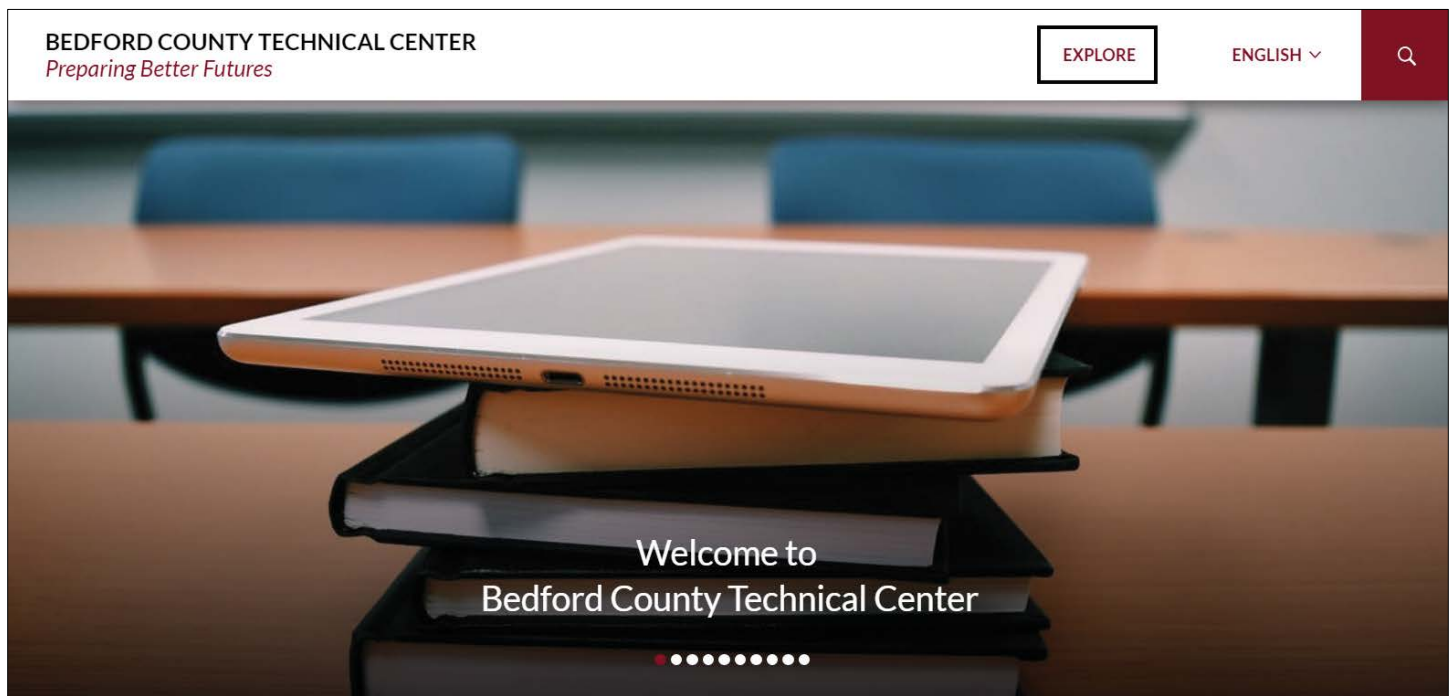 BEDFORD COUNTY TECHNICAL CENTER
Preparing Better Futures
EXPLORE
ENGLISH
Welcome to
Bedford County Technical Center